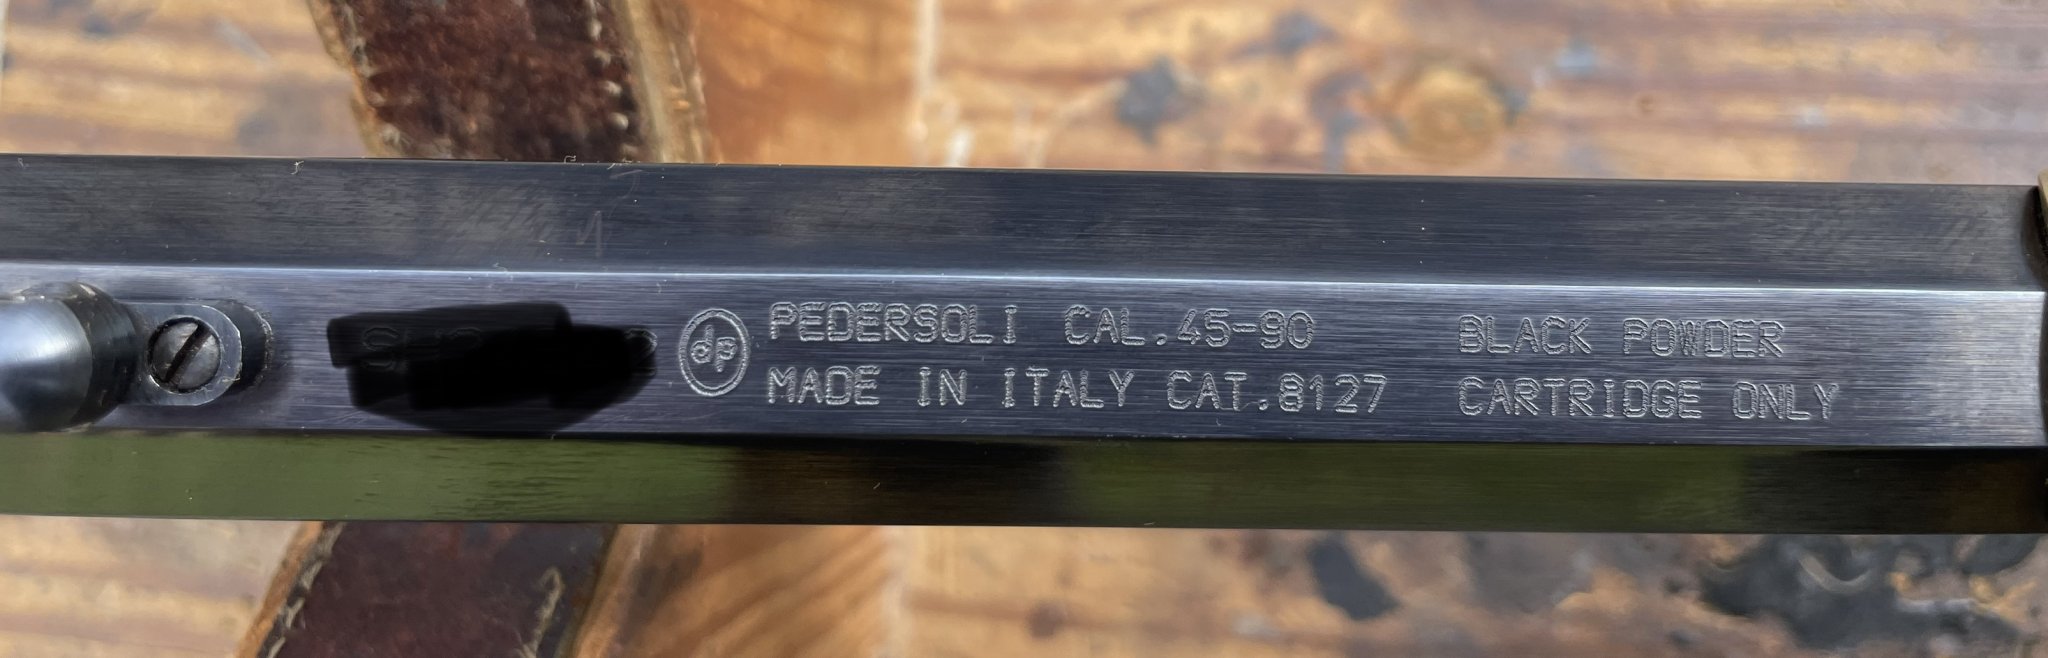 dp
PEDERSOLI CAL.45-90
MADE IN ITALY CAT.8127
BLACK POWDER
CARTRIDGE ONLY